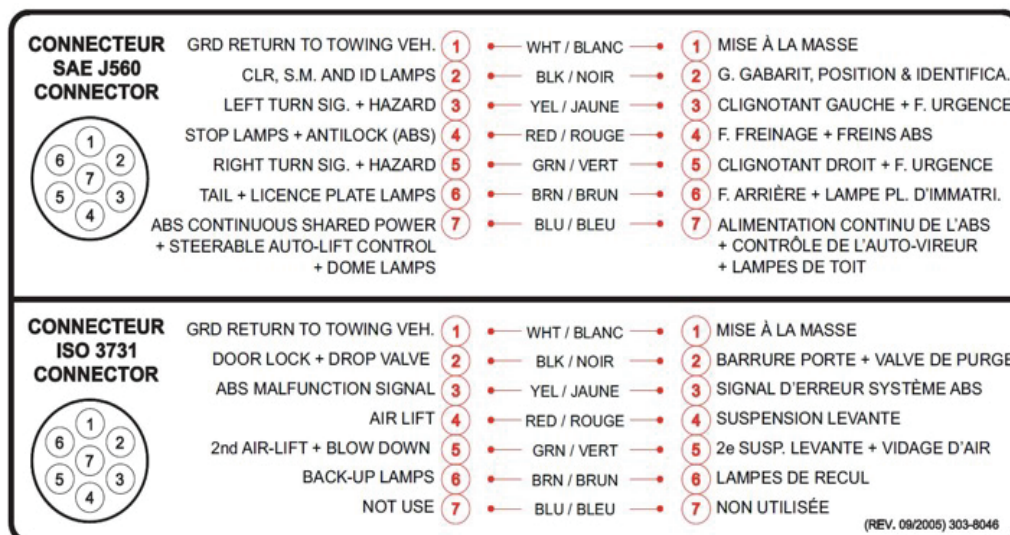 CONNECTEUR
SAE J560
CONNECTOR
1
6
2
7
5
3
4
GRD RETURN TO TOWING VEH. 1 WHT / BLANC 1 MISE À LA MASSE
CLR, S.M. AND ID LAMPS 2 BLK / NOIR 2 G. GABARIT, POSITION & IDENTIFICA.
LEFT TURN SIG. + HAZARD 3 YEL / JAUNE 3 CLIGNOTANT GAUCHE + F. URGENCE
STOP LAMPS + ANTILOCK (ABS) 4 RED / ROUGE 4 F. FREINAGE + FREINS ABS
RIGHT TURN SIG. + HAZARD 5 GRN / VERT 5 CLIGNOTANT DROIT + F. URGENCE
TAIL + LICENCE PLATE LAMPS 6 BRN / BRUN 6 F. ARRIÈRE + LAMPE PL. D'IMMATRI.
ABS CONTINUOUS SHARED POWER 7 BLU / BLEU 7 ALIMENTATION CONTINU DE L'ABS
+ STEERABLE AUTO-LIFT CONTROL + CONTRÔLE DE L'AUTO-VIREUR
+ DOME LAMPS + LAMPES DE TOIT
CONNECTEUR
ISO 3731
CONNECTOR
1
6
2
7
5
3
4
GRD RETURN TO TOWING VEH. 1 WHT / BLANC 1 MISE À LA MASSE
DOOR LOCK + DROP VALVE 2 BLK / NOIR 2 BARRURE PORTE + VALVE DE PURGE
ABS MALFUNCTION SIGNAL 3 YEL / JAUNE 3 SIGNAL D'ERREUR SYSTÈME ABS
AIR LIFT 4 RED / ROUGE 4 SUSPENSION LEVANTE
2nd AIR-LIFT + BLOW DOWN 5 GRN / VERT 5 2e SUSP. LEVANTE + VIDAGE D'AIR
BACK-UP LAMPS 6 BRN / BRUN 6 LAMPES DE RECUL
NOT USE 7 BLU / BLEU 7 NON UTILISÉE
(REV. 09/2005) 303-8046